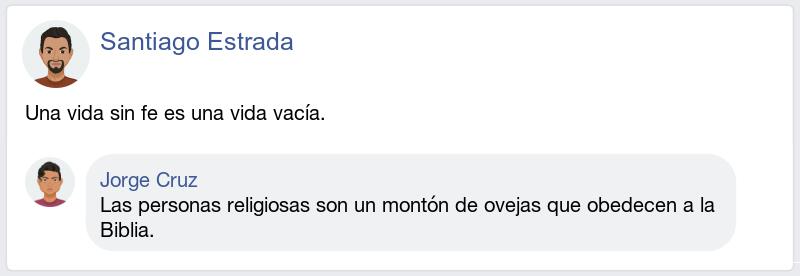 Santiago Estrada
Una vida sin fe es una vida vacía.
Jorge Cruz
Las personas religiosas son un montón de ovejas que obedecen a la
Biblia.